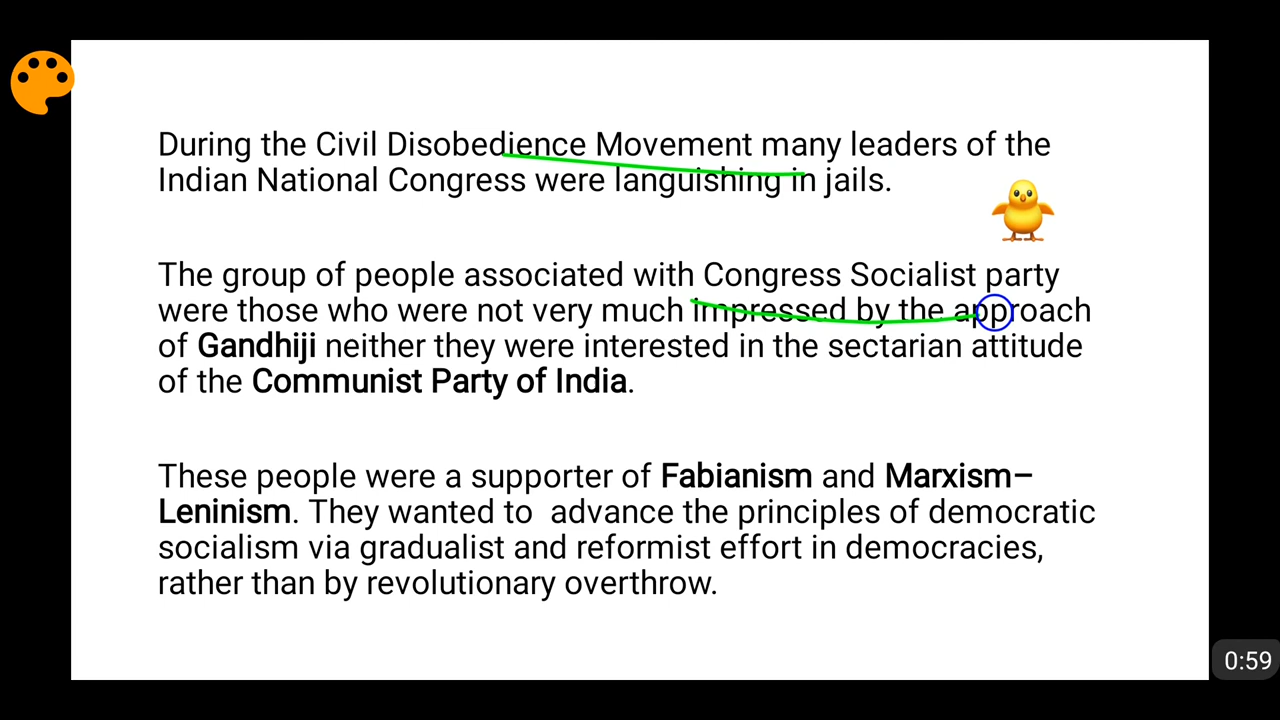 During the Civil Disobedience Movement many leaders of the
Indian National Congress were languishing in jails.
The group of people associated with Congress Socialist party
were those who were not very much impressed by the approach
of Gandhiji neither they were interested in the sectarian attitude
of the Communist Party of India.
These people were a supporter of Fabianism and Marxism–
Leninism. They wanted to  advance the principles of democratic
socialism via gradualist and reformist effort in democracies,
rather than by revolutionary overthrow.
0:59